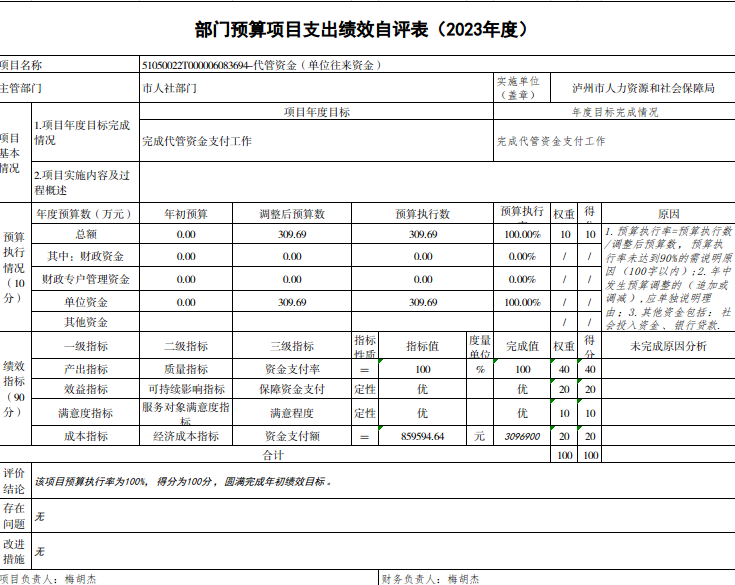 部门预算项目支出绩效自评表（2023年度）
项目名称 51050022T000006083694-代管资金（单位往来资金）
主管部门 市人社部门 实施单位（盖章） 泸州市人力资源和社会保障局
项目基本情况 1.项目年度目标完成情况 项目年度目标 年度目标完成情况
完成代管资金支付工作 完成代管资金支付工作
2.项目实施内容及过程概述
预算执行情况（10分） 年度预算数（万元） 年初预算 调整后预算数 预算执行数 预算执行 权重 得 原因
总额 0.00 309.69 309.69 100.00% 10 10
其中：财政资金 0.00 0.00 0.00 0.00% / /
财政专户管理资金 0.00 0.00 0.00 0.00% / /
单位资金 0.00 309.69 309.69 100.00% / /
其他资金 / /
1.预算执行率=预算执行数
/调整后预算数，预算执
行率未达到90%的需说明原
因（100字以内）；2.年中
发生预算调整的（追加或
调减），应单独说明理
由；3.其他资金包括：社
会投入资金、银行贷款.
绩效指标（90分） 一级指标 二级指标 三级指标 指标性质 指标值 度量单位 完成值 权重 得分 未完成原因分析
产出指标 质量指标 资金支付率 ＝ 100 % 100 40 40
效益指标 可持续影响指标 保障资金支付 定性 优 优 20 20
满意度指标 服务对象满意度指标 满意程度 定性 优 优 10 10
成本指标 经济成本指标 资金支付额 ＝ 859594.64 元 3096900 20 20
合计 100 100
评价结论 该项目预算执行率为100%，得分为100分，圆满完成年初绩效目标。
存在问题 无
改进措施 无
项目负责人：梅胡杰 财务负责人：梅胡杰